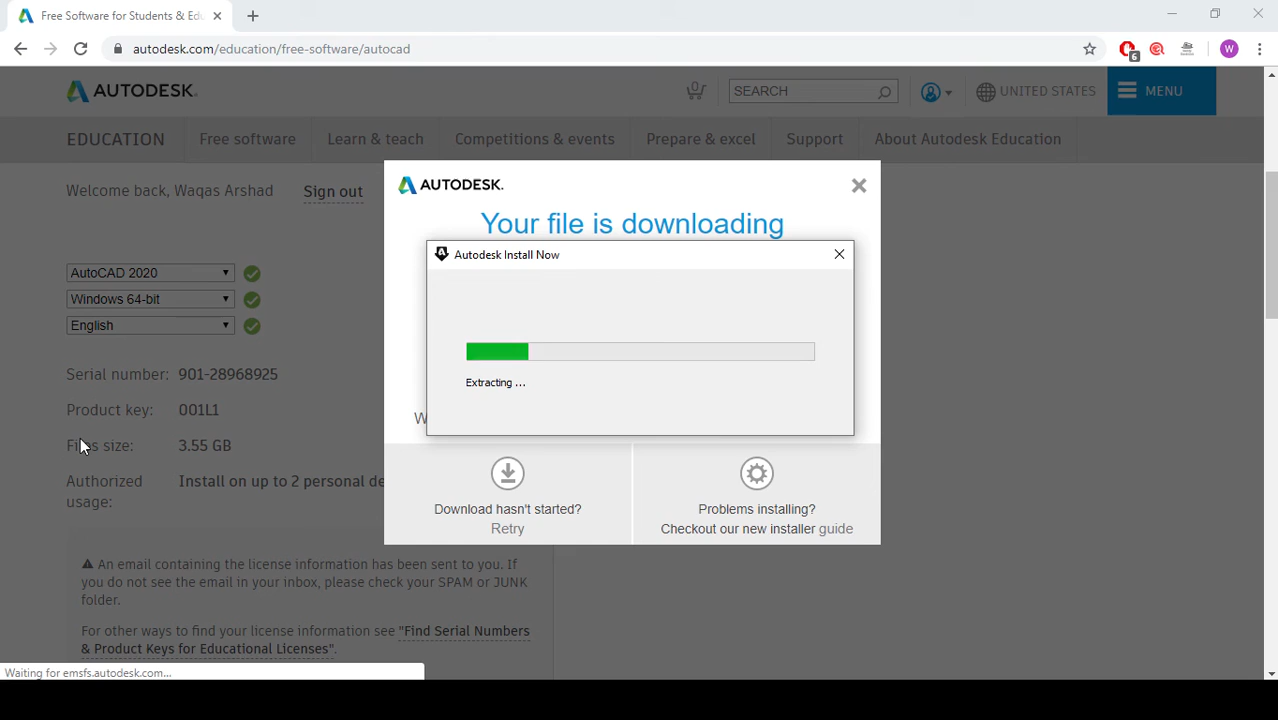 Free Software for Students & Edu
autodesk.com/education/free-software/autocad
6
W
AUTODESK.
SEARCH
UNITED STATES
MENU
EDUCATION
Free software
Learn & teach
Competitions & events
Prepare & excel
Support
About Autodesk Education
Welcome back, Waqas Arshad
Sign out
AUTODESK.
Your file is downloading
Autodesk Install Now
AutoCAD 2020
Windows 64-bit
English
Extracting ...
Serial number: 901-28968925
Product key: 001L1
W
Files size: 3.55 GB
Authorized
usage:
Install on up to 2 personal de
Download hasn't started?
Retry
Problems installing?
Checkout our new installer guide
An email containing the license information has been sent to you. If
you do not see the email in your inbox, please check your SPAM or JUNK
folder.
For other ways to find your license information see "Find Serial Numbers
& Product Keys for Educational Licenses".
Waiting for emsfs.autodesk.com...